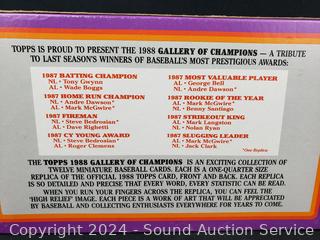 TOPPS IS PROUD TO PRESENT THE 1988 GALLERY OF CHAMPIONS — A TRIBUTE
TO LAST SEASON'S WINNERS OF BASEBALL'S MOST PRESTIGIOUS AWARDS:
1987 BATTING CHAMPION
NL • Tony Gwynn
AL • Wade Boggs
1987 HOME RUN CHAMPION
NL • Andre Dawson*
AL • Mark McGwire*
1987 FIREMAN
NL • Steve Bedrosian*
AL • Dave Righetti
1987 CY YOUNG AWARD
NL • Steve Bedrosian*
AL • Roger Clemens
1987 MOST VALUABLE PLAYER
AL • George Bell
NL • Andre Dawson*
1987 ROOKIE OF THE YEAR
AL • Mark McGwire*
NL • Benny Santiago
1987 STRIKEOUT KING
AL • Mark Langston
NL • Nolan Ryan
1987 SLUGGING LEADER
AL • Mark McGwire*
NL • Jack Clark
*One Replica
THE TOPPS 1988 GALLERY OF CHAMPIONS IS AN EXCITING COLLECTION OF
TWELVE MINIATURE BASEBALL CARDS. EACH IS A ONE-QUARTER SIZE
REPLICA OF THE OFFICIAL 1988 TOPPS CARD, FRONT AND BACK. EACH REPLICA
IS SO DETAILED AND PRECISE THAT EVERY WORD, EVERY STATISTIC CAN BE READ.
WHEN YOU RUN YOUR FINGERS ACROSS THE REPLICA, YOU CAN FEEL THE
'HIGH RELIEF' IMAGE. EACH PIECE IS A WORK OF ART THAT WILL BE APPRECIATED
BY BASEBALL AND COLLECTING ENTHUSIASTS EVERYWHERE FOR YEARS TO COME.
Copyright 2024 - Sound Auction Service